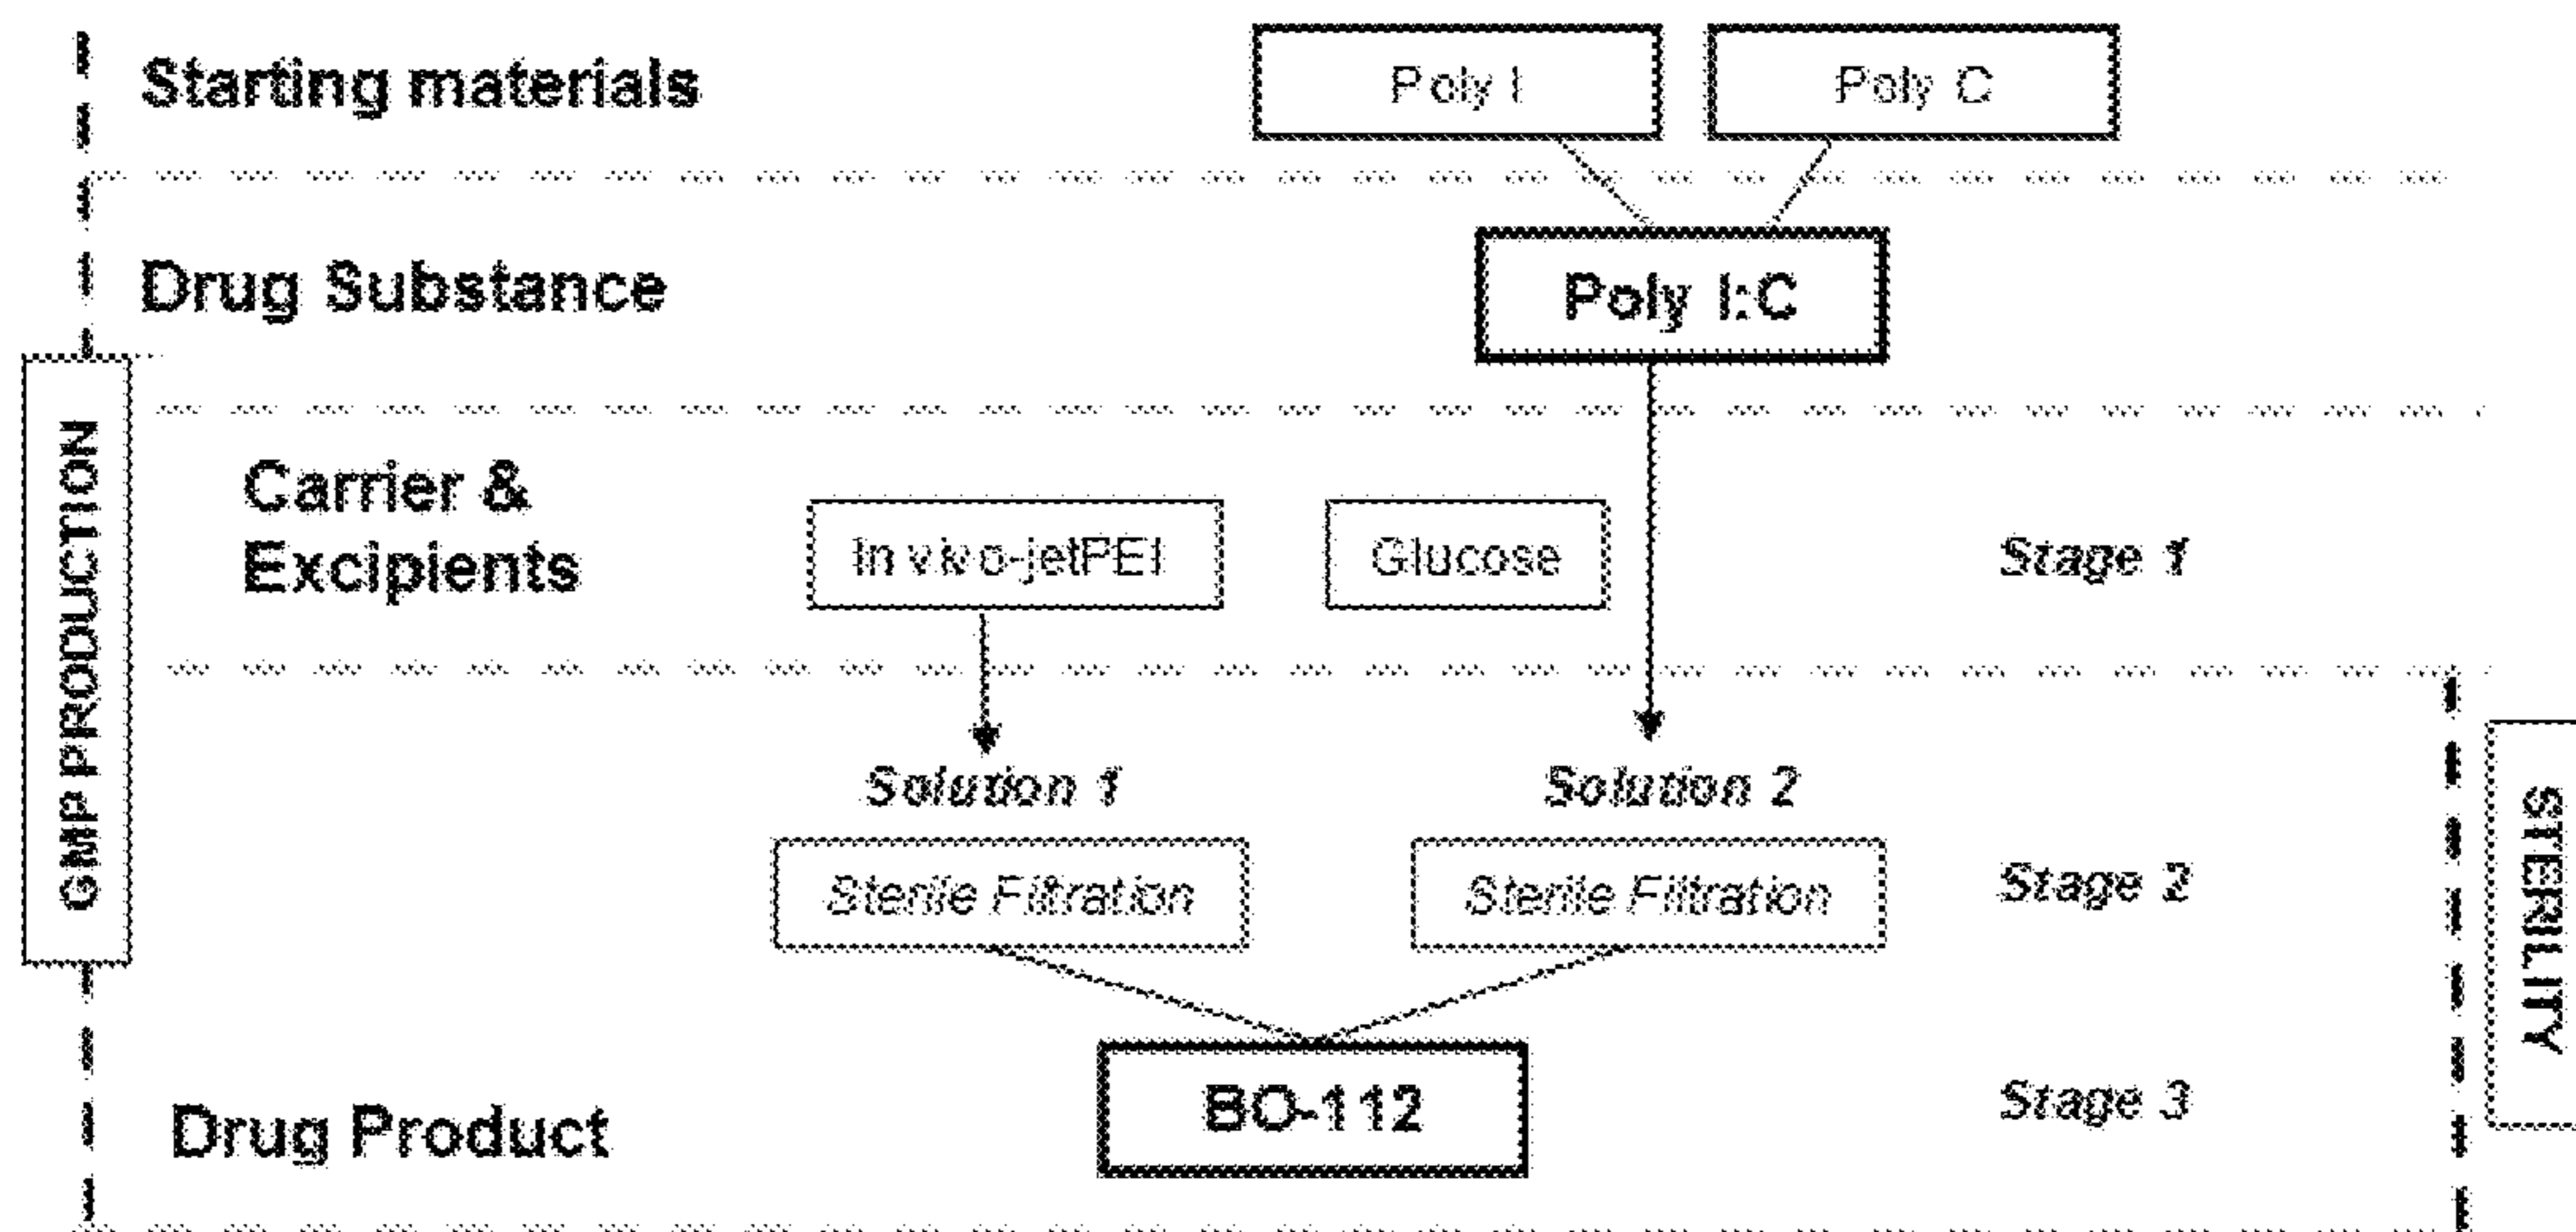 Starting materials
Poly I
Poly C
Drug Substance
Poly I:C
GMP PRODUCTION
Carrier &
Excipients
In vivo-jetPEI
Glucose
Stage 1
Solution 1
Solution 2
Sterile Filtration
Sterile Filtration
Stage 2
STERILITY
Drug Product
BO-112
Stage 3